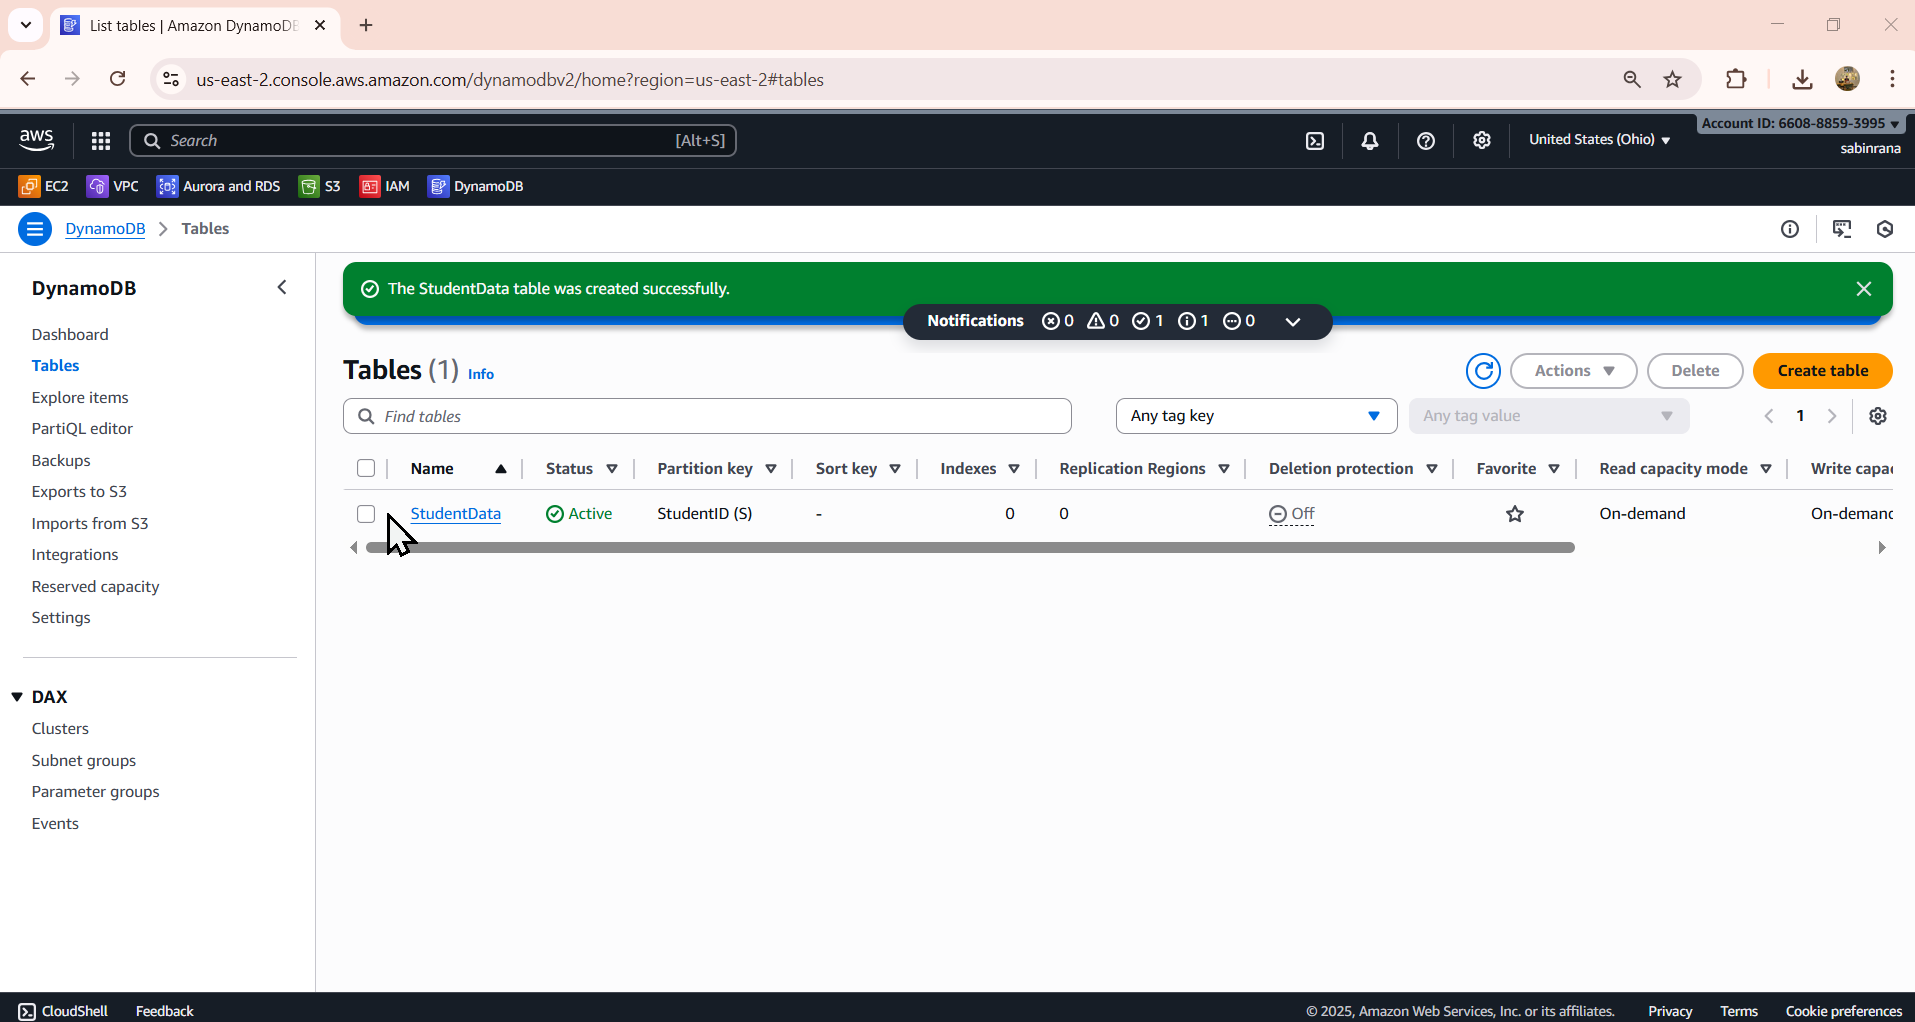 List tables | Amazon DynamoDB
us-east-2.console.aws.amazon.com/dynamodbv2/home?region=us-east-2#tables
Account ID: 6608-8859-3995
aws
Search [Alt+S]
United States (Ohio)
sabinrana
EC2 VPC Aurora and RDS S3 IAM DynamoDB
DynamoDB > Tables
DynamoDB
Dashboard
Tables
Explore items
PartiQL editor
Backups
Exports to S3
Imports from S3
Integrations
Reserved capacity
Settings
DAX
Clusters
Subnet groups
Parameter groups
Events
The StudentData table was created successfully.
Notifications 0 0 1 1 0
Tables (1) Info
Actions Delete Create table
Find tables
Any tag key
Any tag value
1
Name Status Partition key Sort key Indexes Replication Regions Deletion protection Favorite Read capacity mode Write capac
StudentData Active StudentID (S) - 0 0 Off On-demand On-demand
CloudShell Feedback
© 2025, Amazon Web Services, Inc. or its affiliates. Privacy Terms Cookie preferences